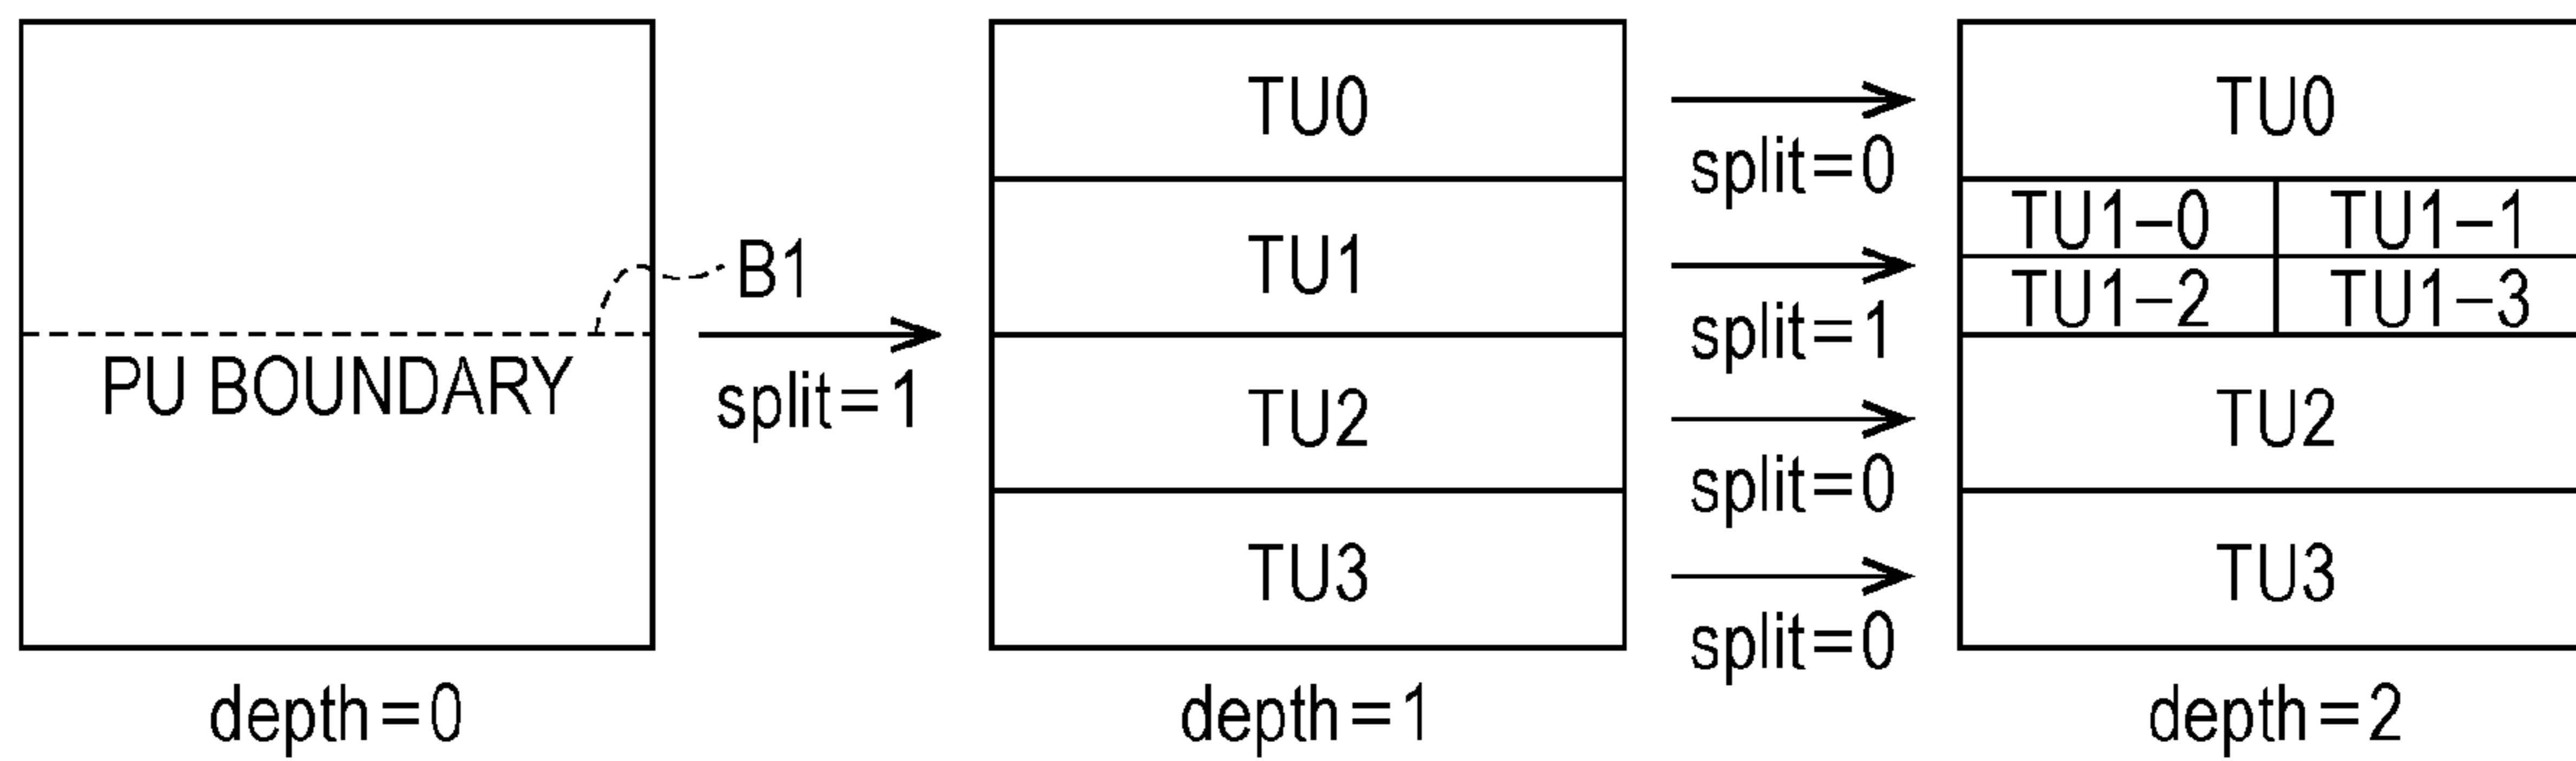 B1
PU BOUNDARY
split=1
depth=0
TU0
TU1
TU2
TU3
depth=1
split=0
split=1
split=0
split=0
TU0
TU1–0 TU1–1
TU1–2 TU1–3
TU2
TU3
depth=2